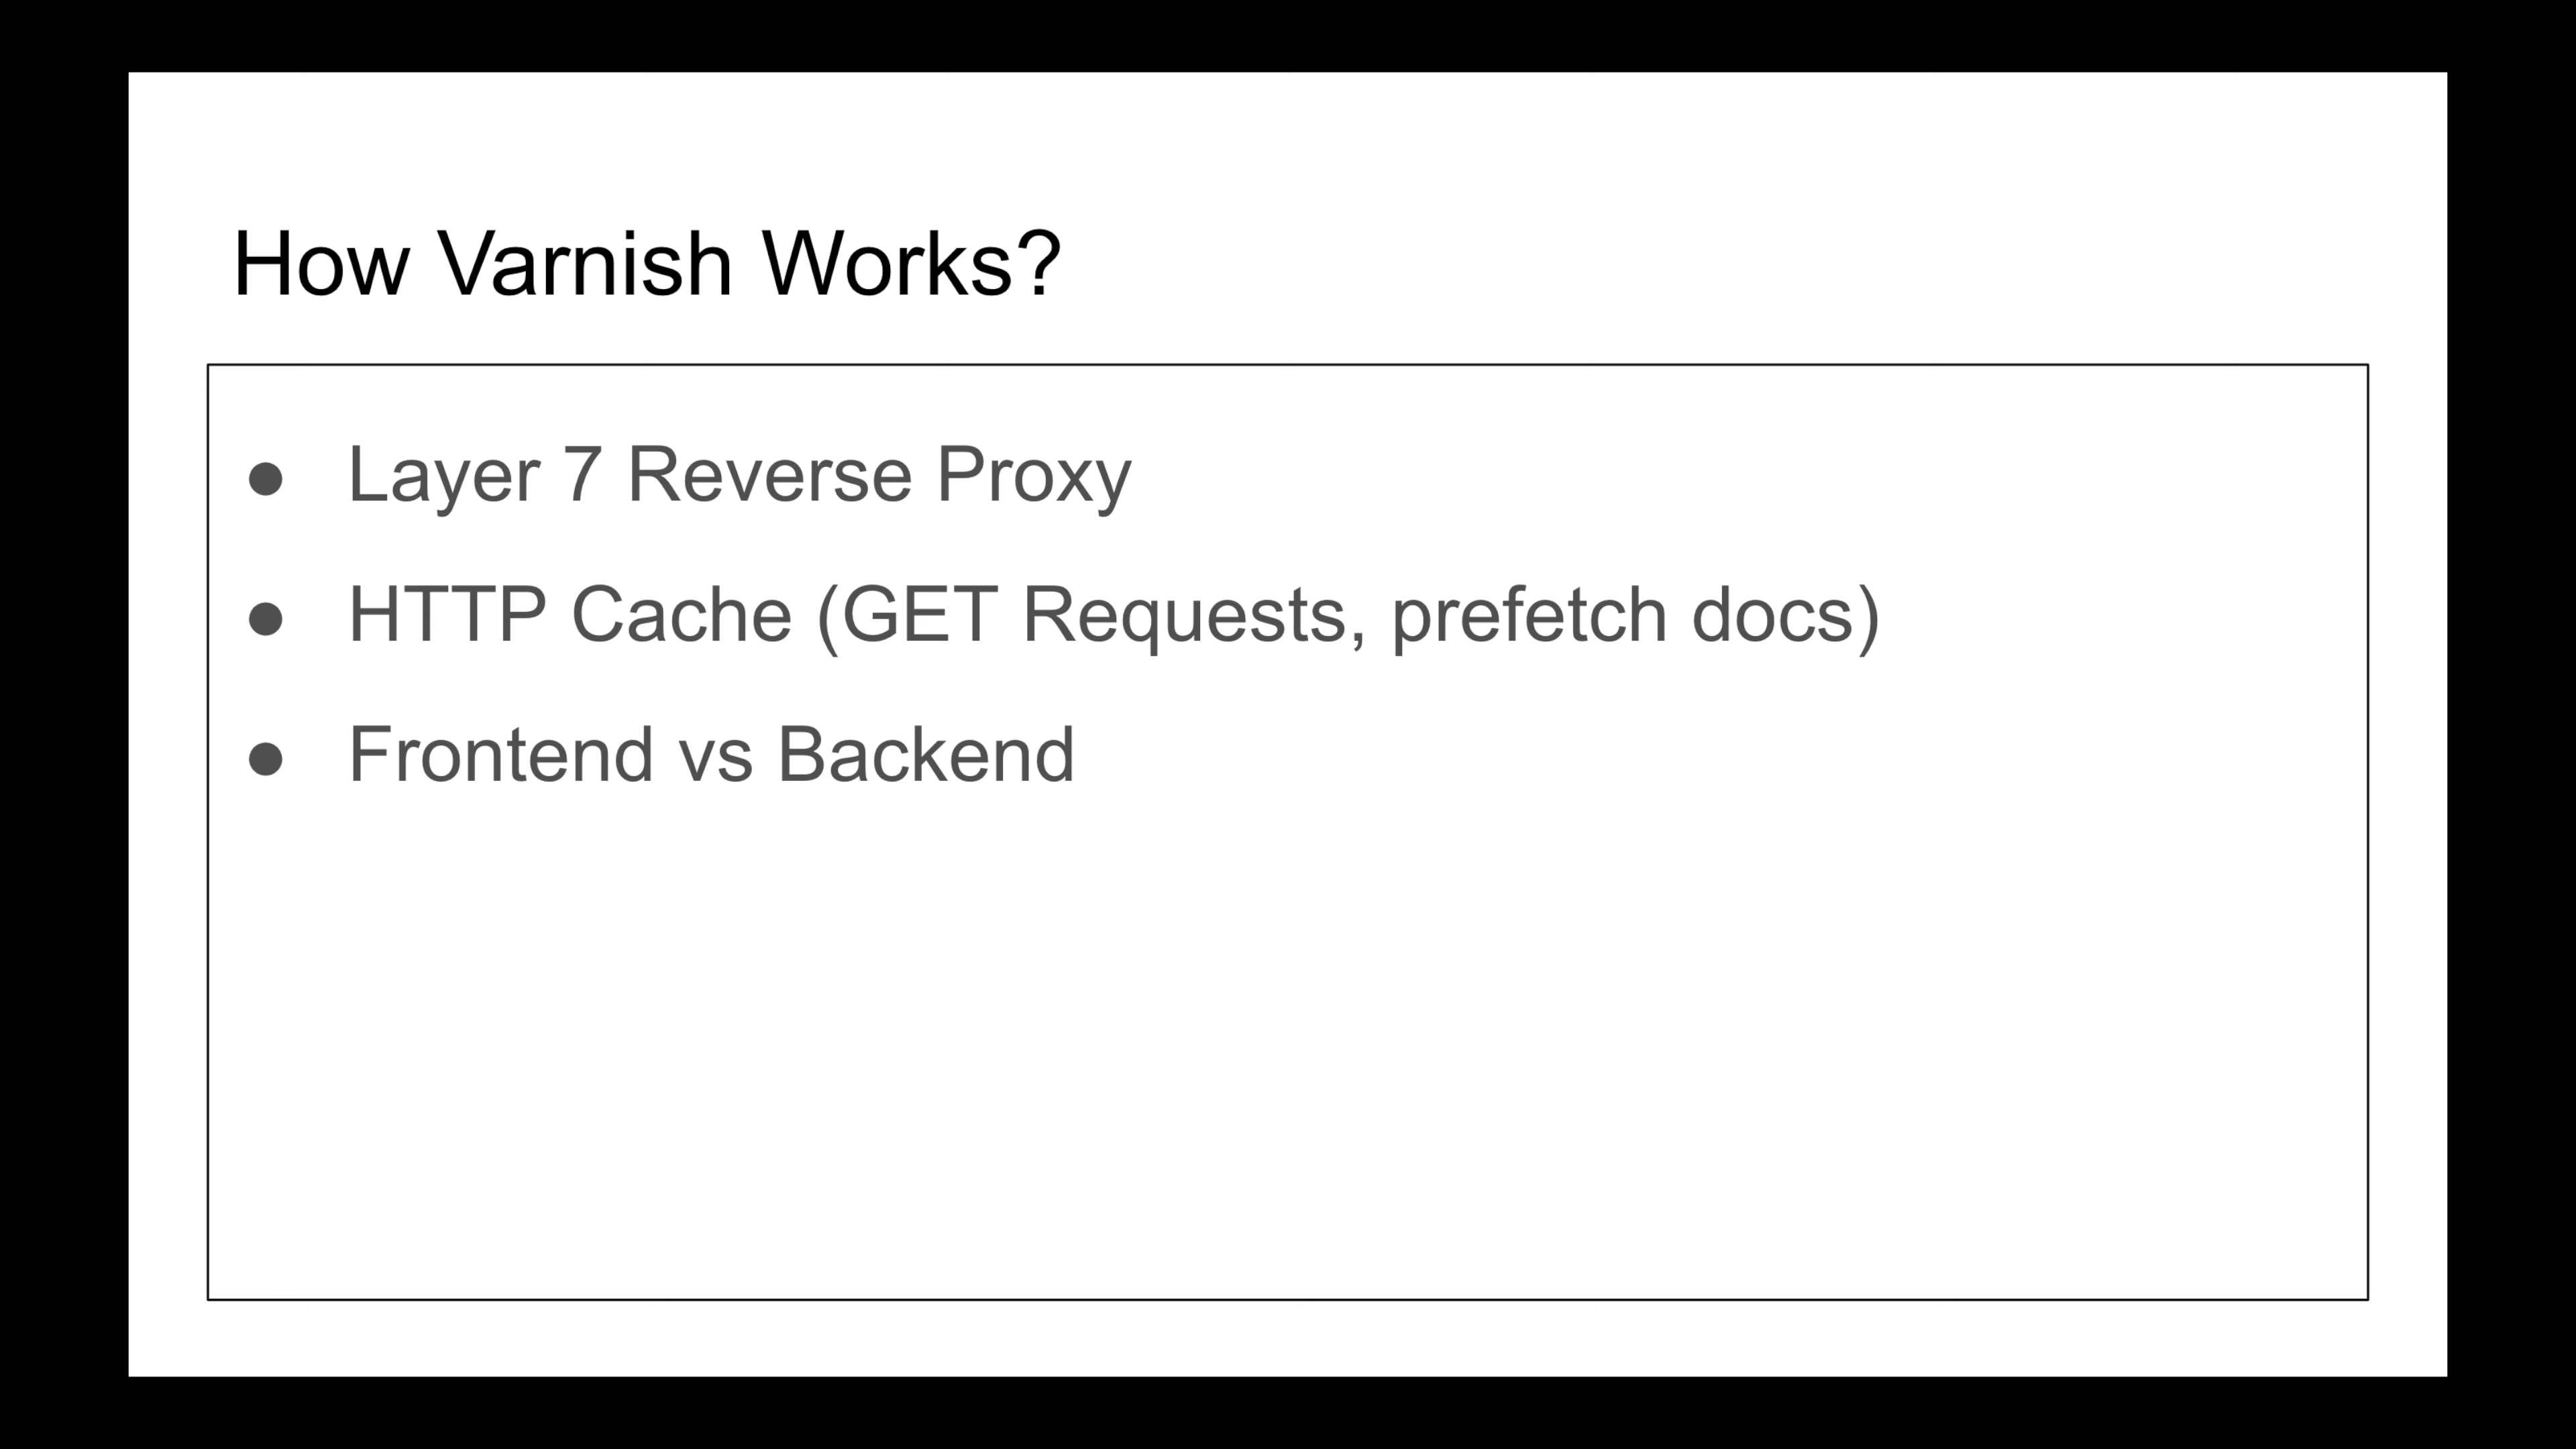 How Varnish Works?
● Layer 7 Reverse Proxy
● HTTP Cache (GET Requests, prefetch docs)
● Frontend vs Backend